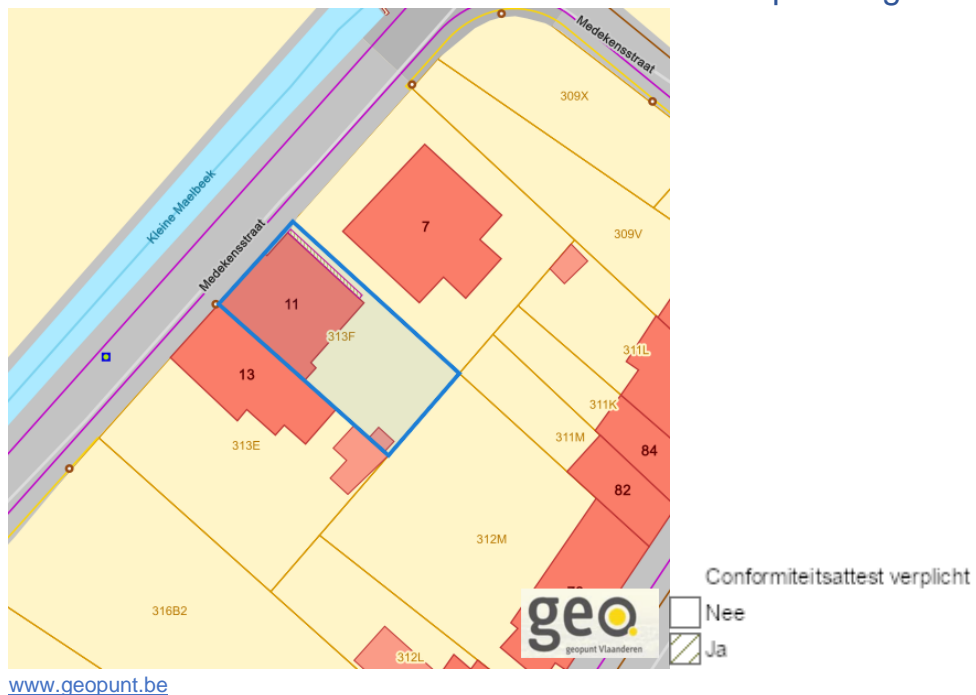 Medekensstraat
309X
Kleine Maelbeek
7
309V
Medekensstraat
11
313F
311L
13
311K
84
311M
313E
82
312M
316B2
312L
geo.
geopunt Vlaanderen
Conformiteitsattest verplicht
Nee
Ja
www.geopunt.be